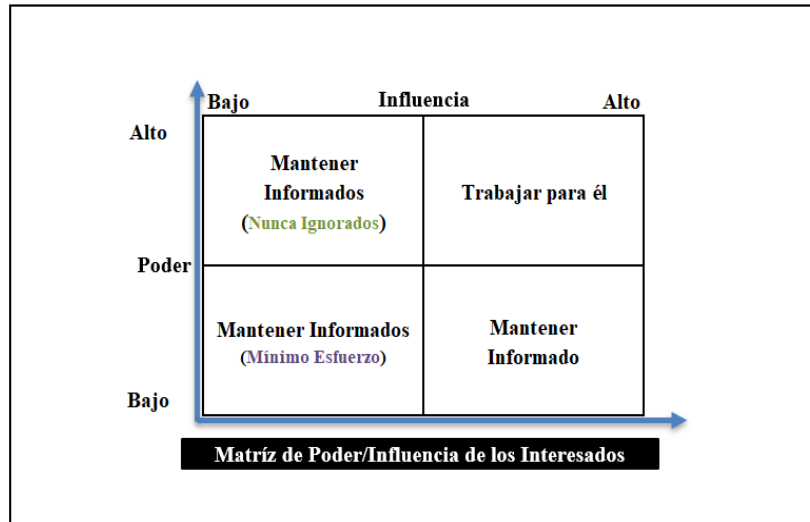 Bajo Influencia Alto
Alto
Mantener
Informados
(Nunca Ignorados)
Trabajar para él
Poder
Mantener Informados
(Mínimo Esfuerzo)
Mantener
Informado
Bajo
Matríz de Poder/Influencia de los Interesados